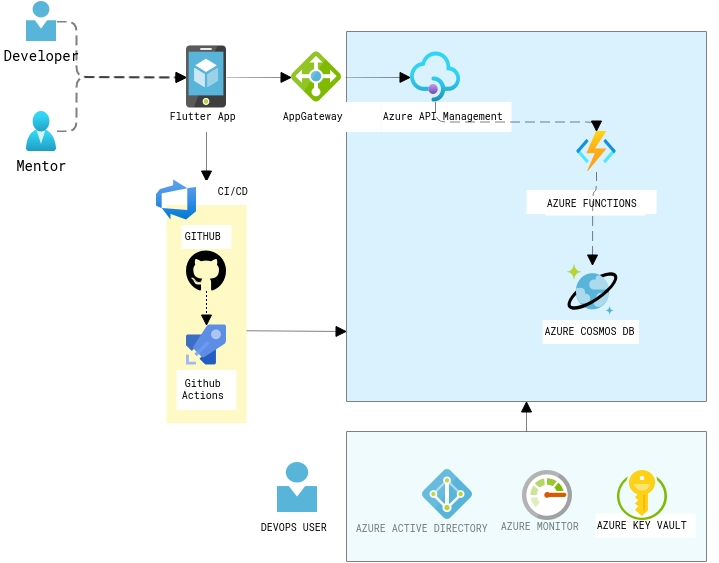 Developer
Mentor
Flutter App
AppGateway
Azure API Management
CI/CD
GITHUB
Github
Actions
AZURE FUNCTIONS
AZURE COSMOS DB
DEVOPS USER
AZURE ACTIVE DIRECTORY
AZURE MONITOR
AZURE KEY VAULT